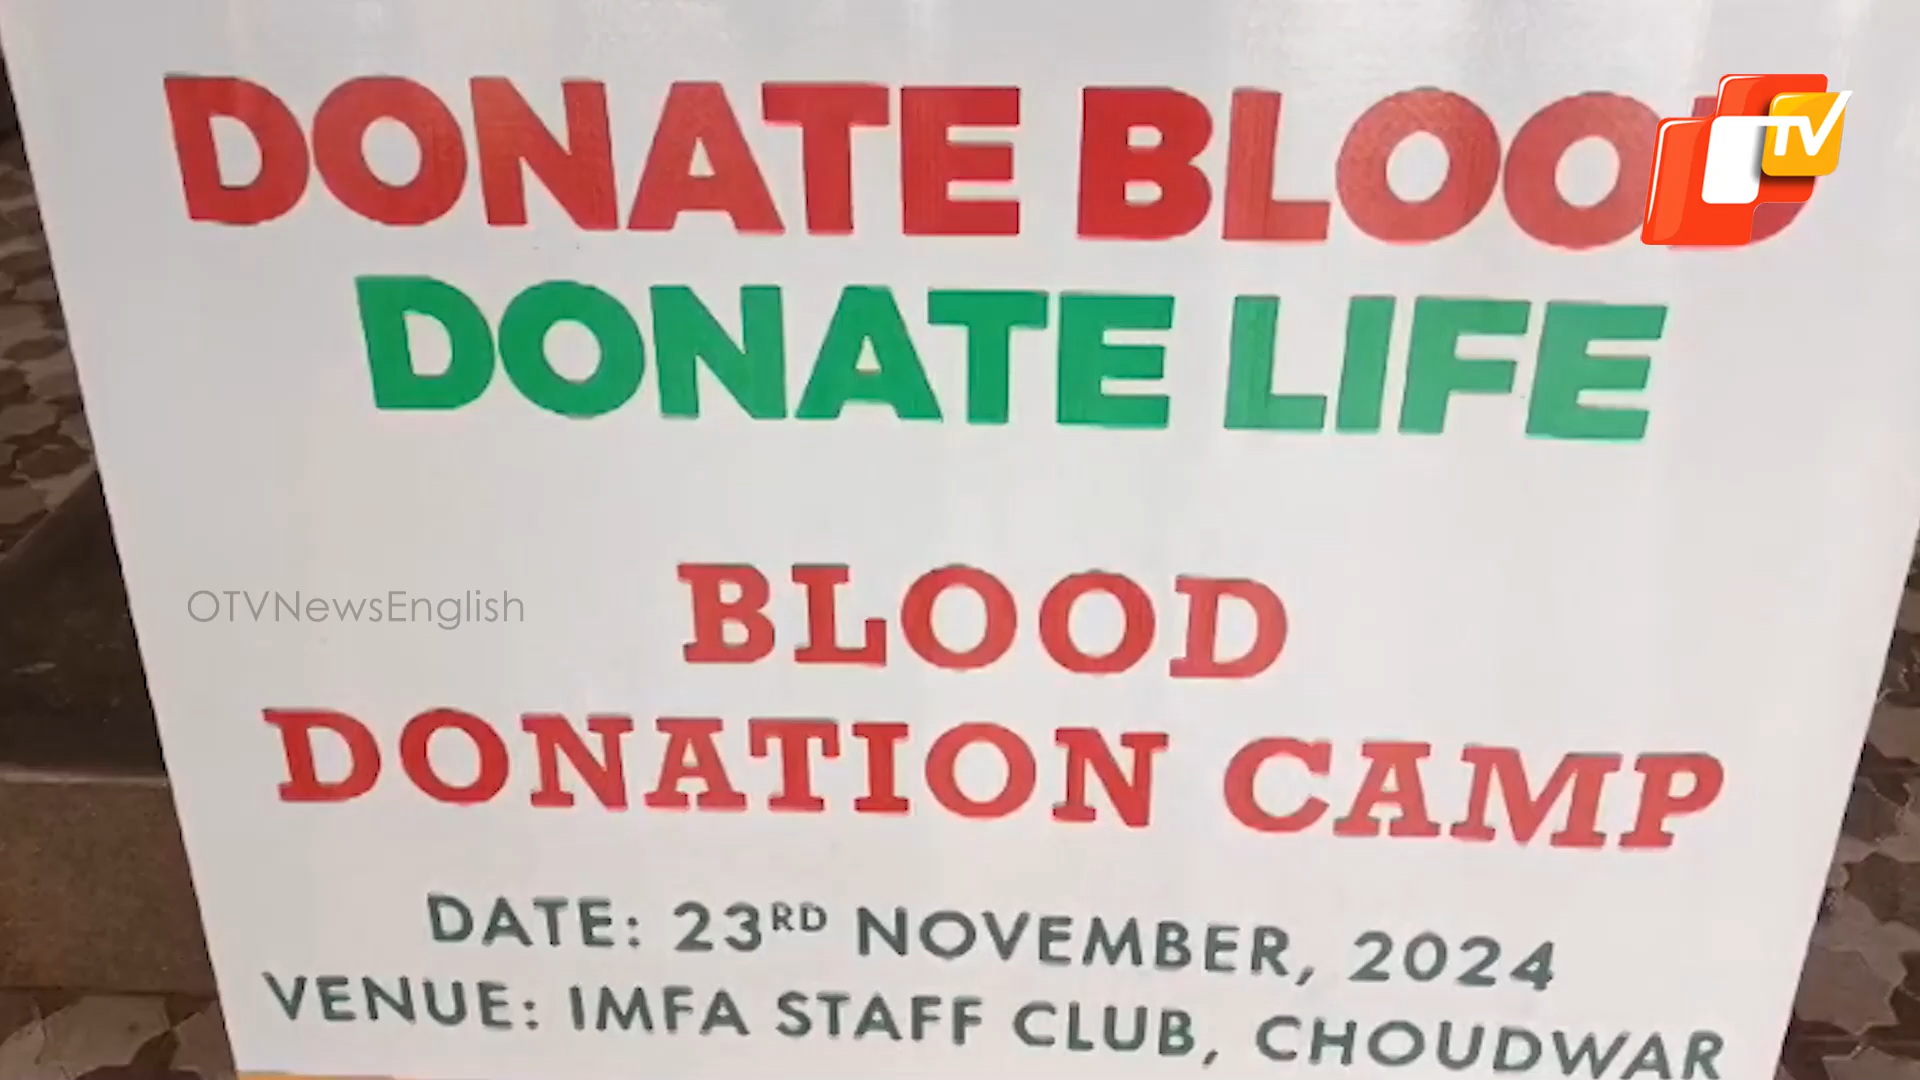 DONATE BLOOD
TV
DONATE LIFE
BLOOD
OTVNewsEnglish
DONATION CAMP
DATE: 23RD NOVEMBER, 2024
VENUE: IMFA STAFF CLUB, CHOUDWAR